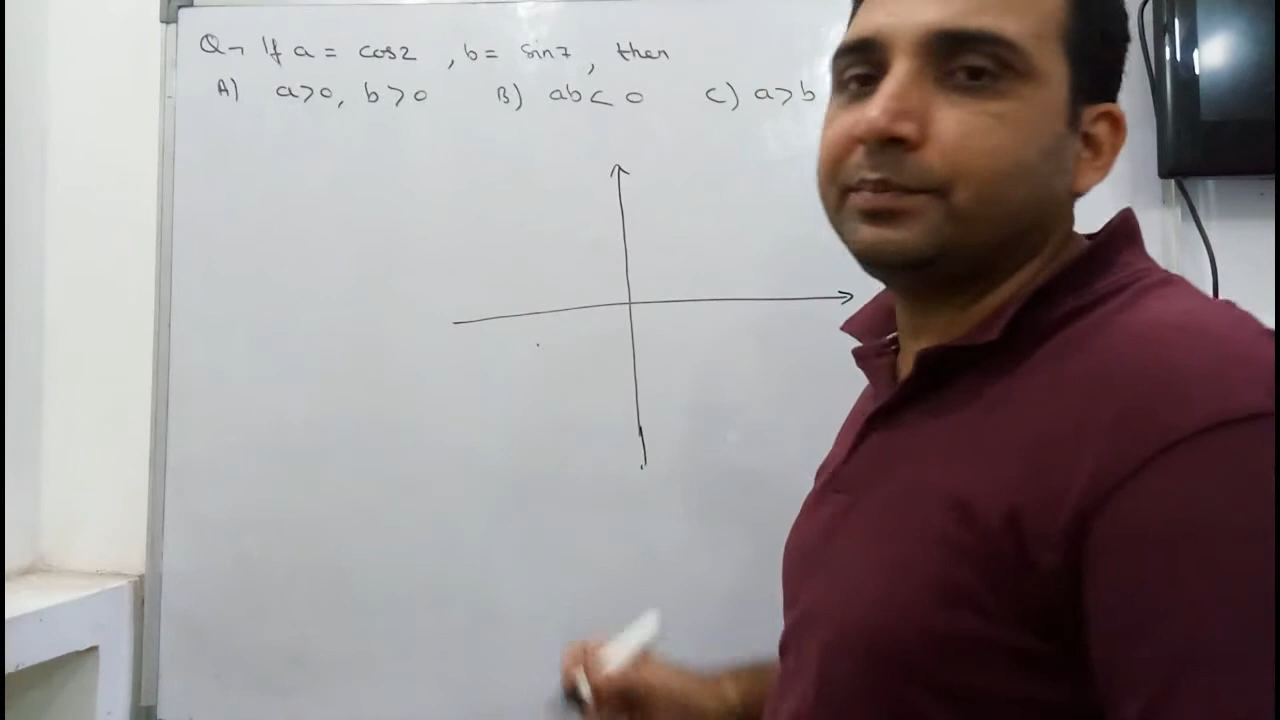 Q→ If a = cos2 , b = sin7 , then
A) a>0, b>0 B) ab < 0 C) a>b